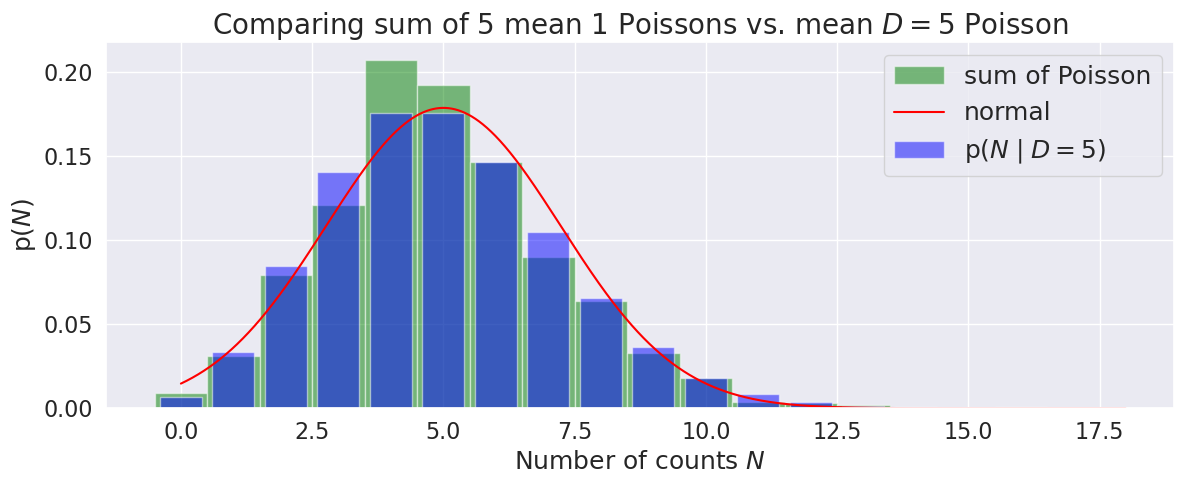 Comparing sum of 5 mean 1 Poissons vs. mean D = 5 Poisson
sum of Poisson
normal
p(N | D = 5)
p(N)
0.20
0.15
0.10
0.05
0.00
0.0 2.5 5.0 7.5 10.0 12.5 15.0 17.5
Number of counts N